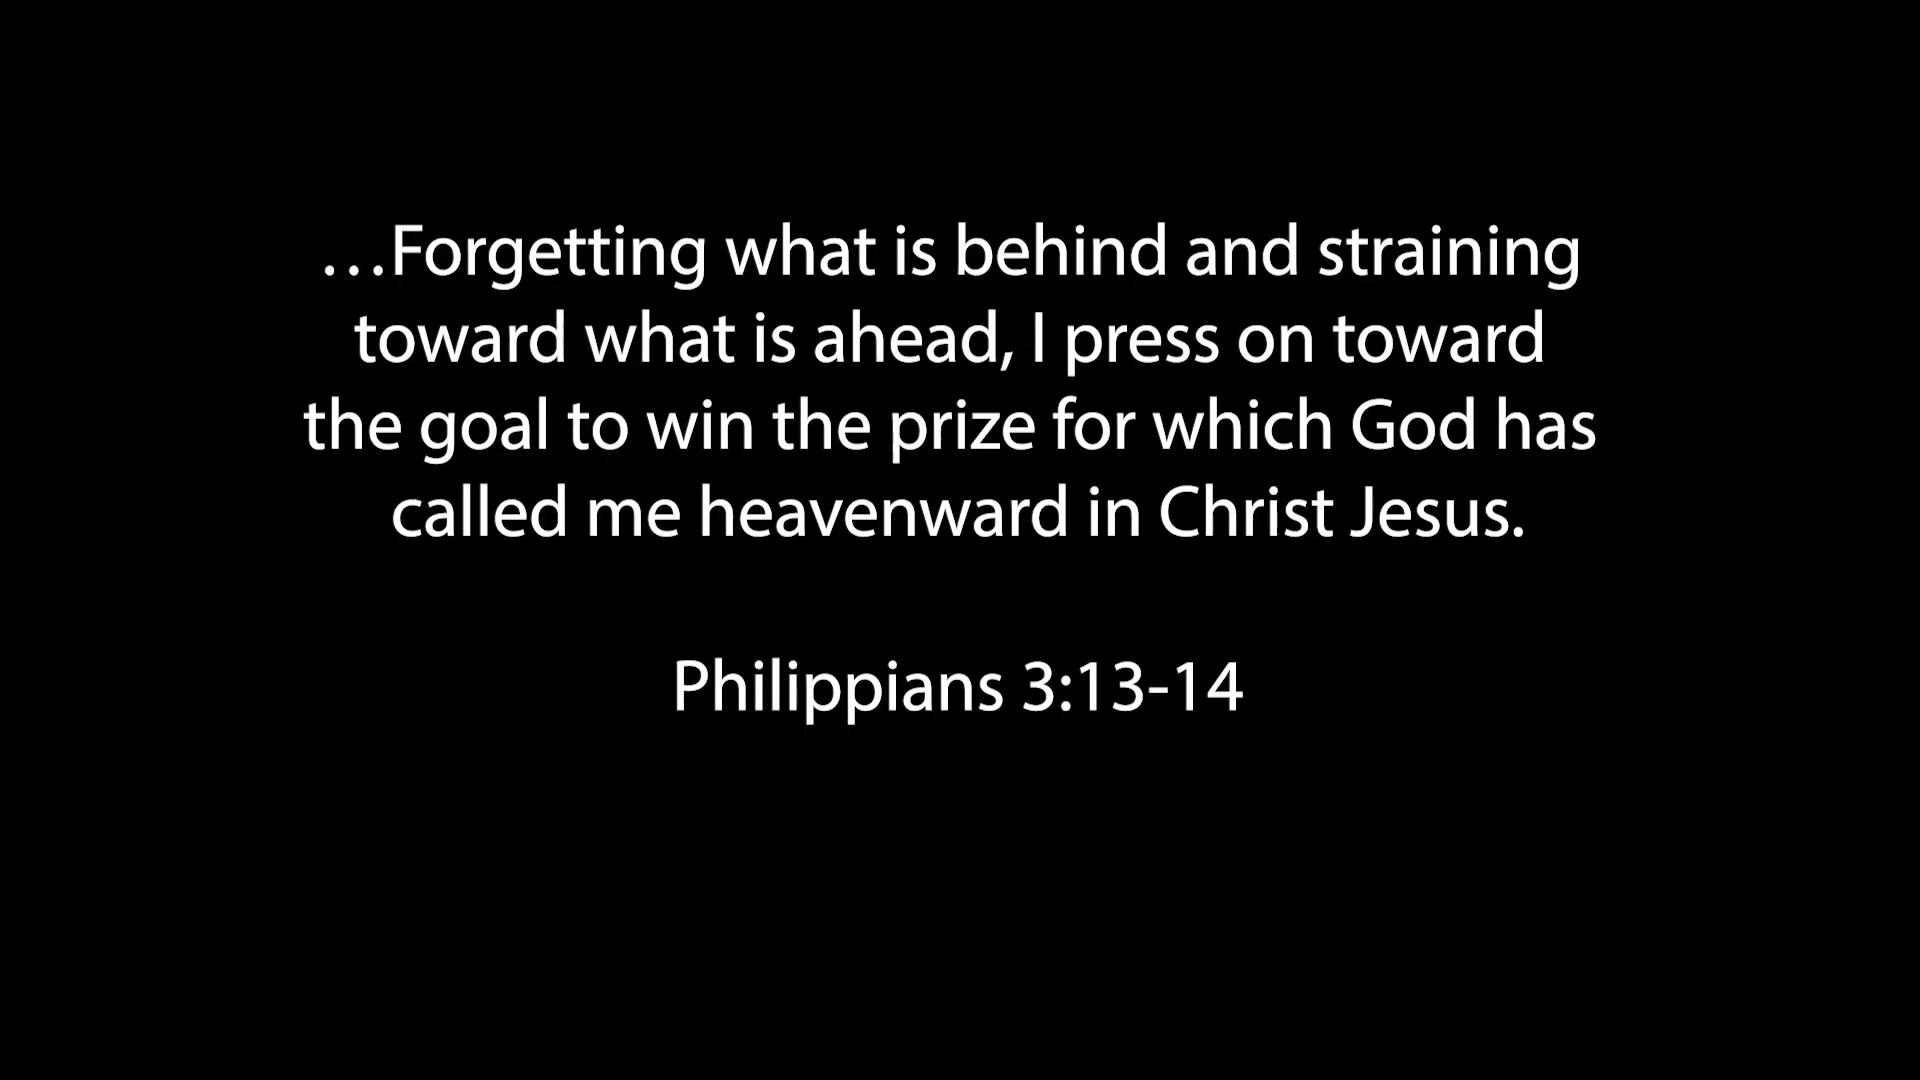 …Forgetting what is behind and straining
toward what is ahead, I press on toward
the goal to win the prize for which God has
called me heavenward in Christ Jesus.
Philippians 3:13-14